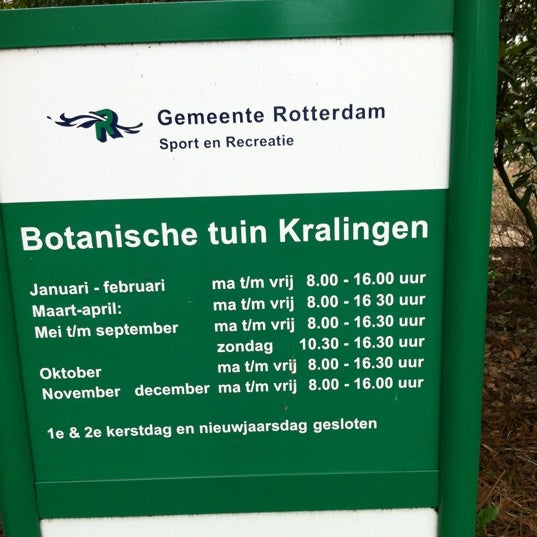 Gemeente Rotterdam
Sport en Recreatie
Botanische tuin Kralingen
Januari - februari ma t/m vrij 8.00 - 16.00 uur
Maart-april: ma t/m vrij 8.00 - 16 30 uur
Mei t/m september ma t/m vrij 8.00 - 16.30 uur
zondag 10.30 - 16.30 uur
Oktober ma t/m vrij 8.00 - 16.30 uur
November december ma t/m vrij 8.00 - 16.00 uur
1e & 2e kerstdag en nieuwjaarsdag gesloten